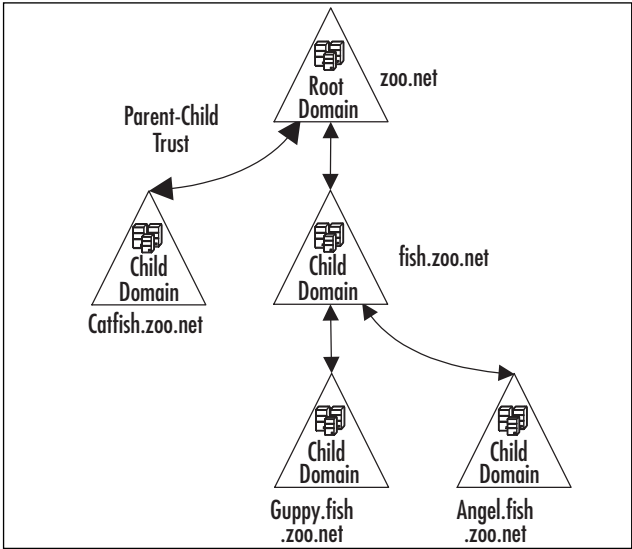 Root
Domain
zoo.net
Parent-Child
Trust
Child
Domain
Catfish.zoo.net
Child
Domain
fish.zoo.net
Child
Domain
Guppy.fish
.zoo.net
Child
Domain
Angel.fish
.zoo.net